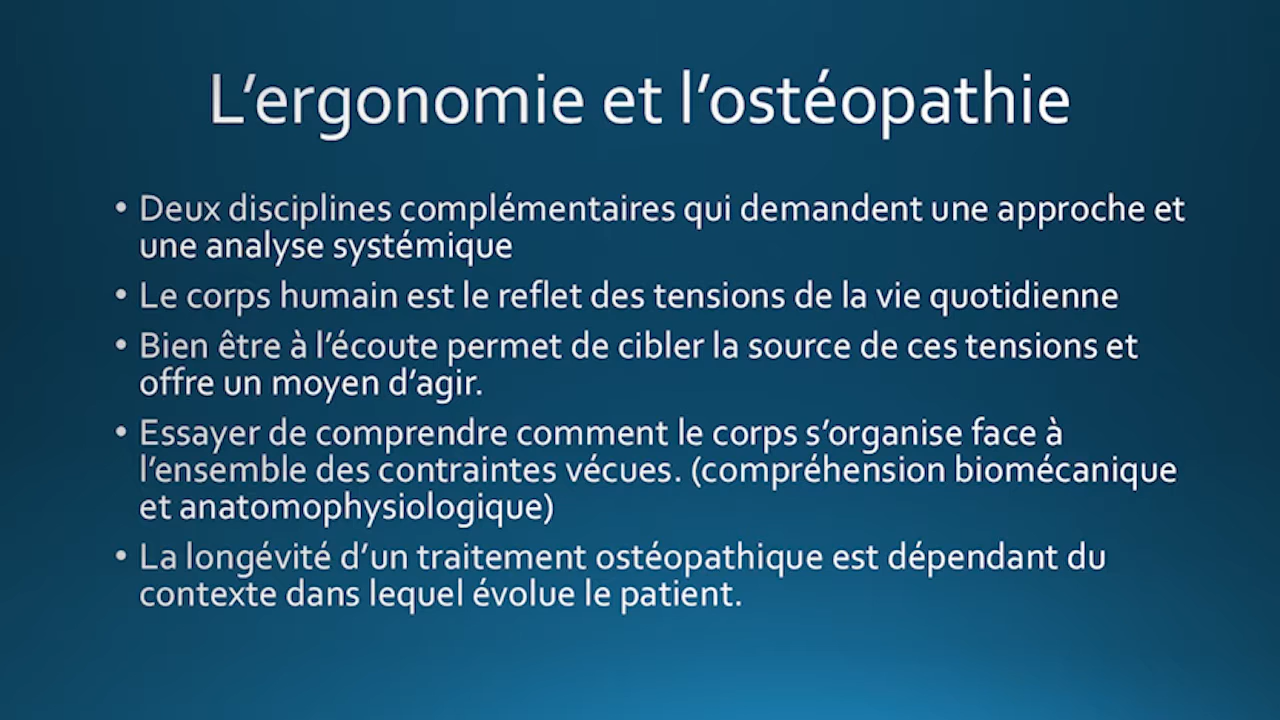 L’ergonomie et l’ostéopathie
• Deux disciplines complémentaires qui demandent une approche et
une analyse systémique
• Le corps humain est le reflet des tensions de la vie quotidienne
• Bien être à l’écoute permet de cibler la source de ces tensions et
offre un moyen d’agir.
• Essayer de comprendre comment le corps s’organise face à
l’ensemble des contraintes vécues. (compréhension biomécanique
et anatomophysiologique)
• La longévité d’un traitement ostéopathique est dépendant du
contexte dans lequel évolue le patient.